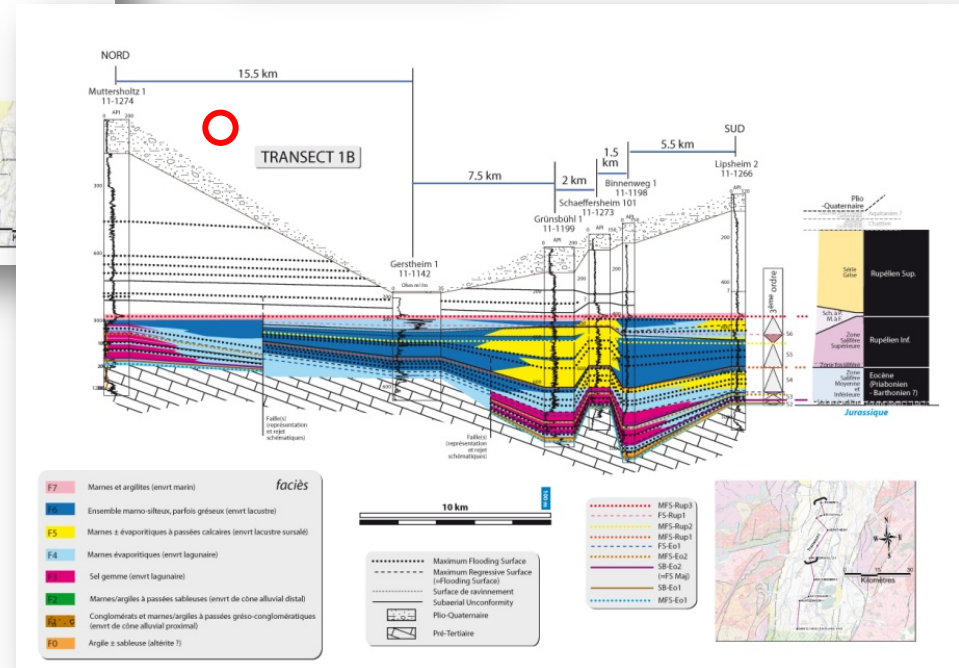 NORD
15.5 km
Muttersholtz 1
11-1274
API
0 200
TRANSECT 1B
SUD
5.5 km
1.5
km
Lipsheim 2
11-1266
7.5 km
2 km
Binnenweg 1
11-1198
Schaeffersheim 101
11-1273
Grünsbühl 1
11-1199
Gerstheim 1
11-1142
Plio
-Quaternaire
3ème ordre
Série
Grise
Rupélien Sup.
Zone
Salifère
Supérieure
Rupélien Inf.
S6
S5
S4
Zone
Salifère
Moyenne
et
Inférieure
Eocène
(Priabonien
- Barthonien ?)
Jurassique
Faille(s)
(représentation
et rejet
schématiques)
Faille(s)
(représentation
et rejet
schématiques)
faciès
F7 Marnes et argilites (envrt marin)
F6 Ensemble marno-silteux, parfois gréseux (envrt lacustre)
F5 Marnes ± évaporitiques à passées calcaires (envrt lacustre sursalé)
F4 Marnes évaporitiques (envrt lagunaire)
F3 Sel gemme (envrt lagunaire)
F2 Marnes/argiles à passées sableuses (envrt de cône alluvial distal)
Conglomérats et marnes/argiles à passées gréso-conglomératiques
(envrt de cône alluvial proximal)
F0 Argile ± sableuse (altérite ?)
10 km
Maximum Flooding Surface
Maximum Regressive Surface
(=Flooding Surface)
Surface de ravinnement
Subaerial Unconformity
Plio-Quaternaire
Pré-Tertiaire
MFS-Rup3
FS-Rup1
MFS-Rup2
MFS-Rup1
FS-Eo1
MFS-Eo2
SB-Eo2
(=FS Maj)
SB-Eo1
MFS-Eo1
N
W E
S
Kilomètres